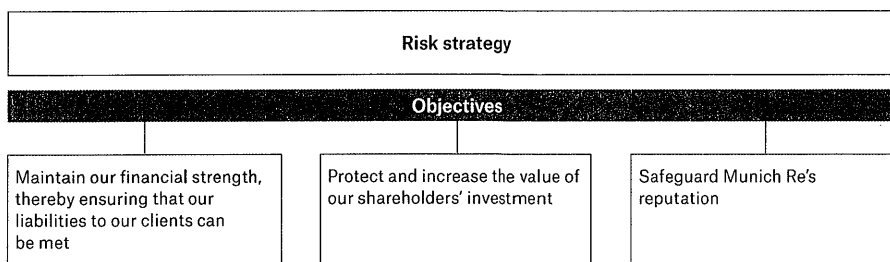 Risk strategy
Objectives
Maintain our financial strength,
thereby ensuring that our
liabilities to our clients can
be met
Protect and increase the value of
our shareholders' investment
Safeguard Munich Re's
reputation